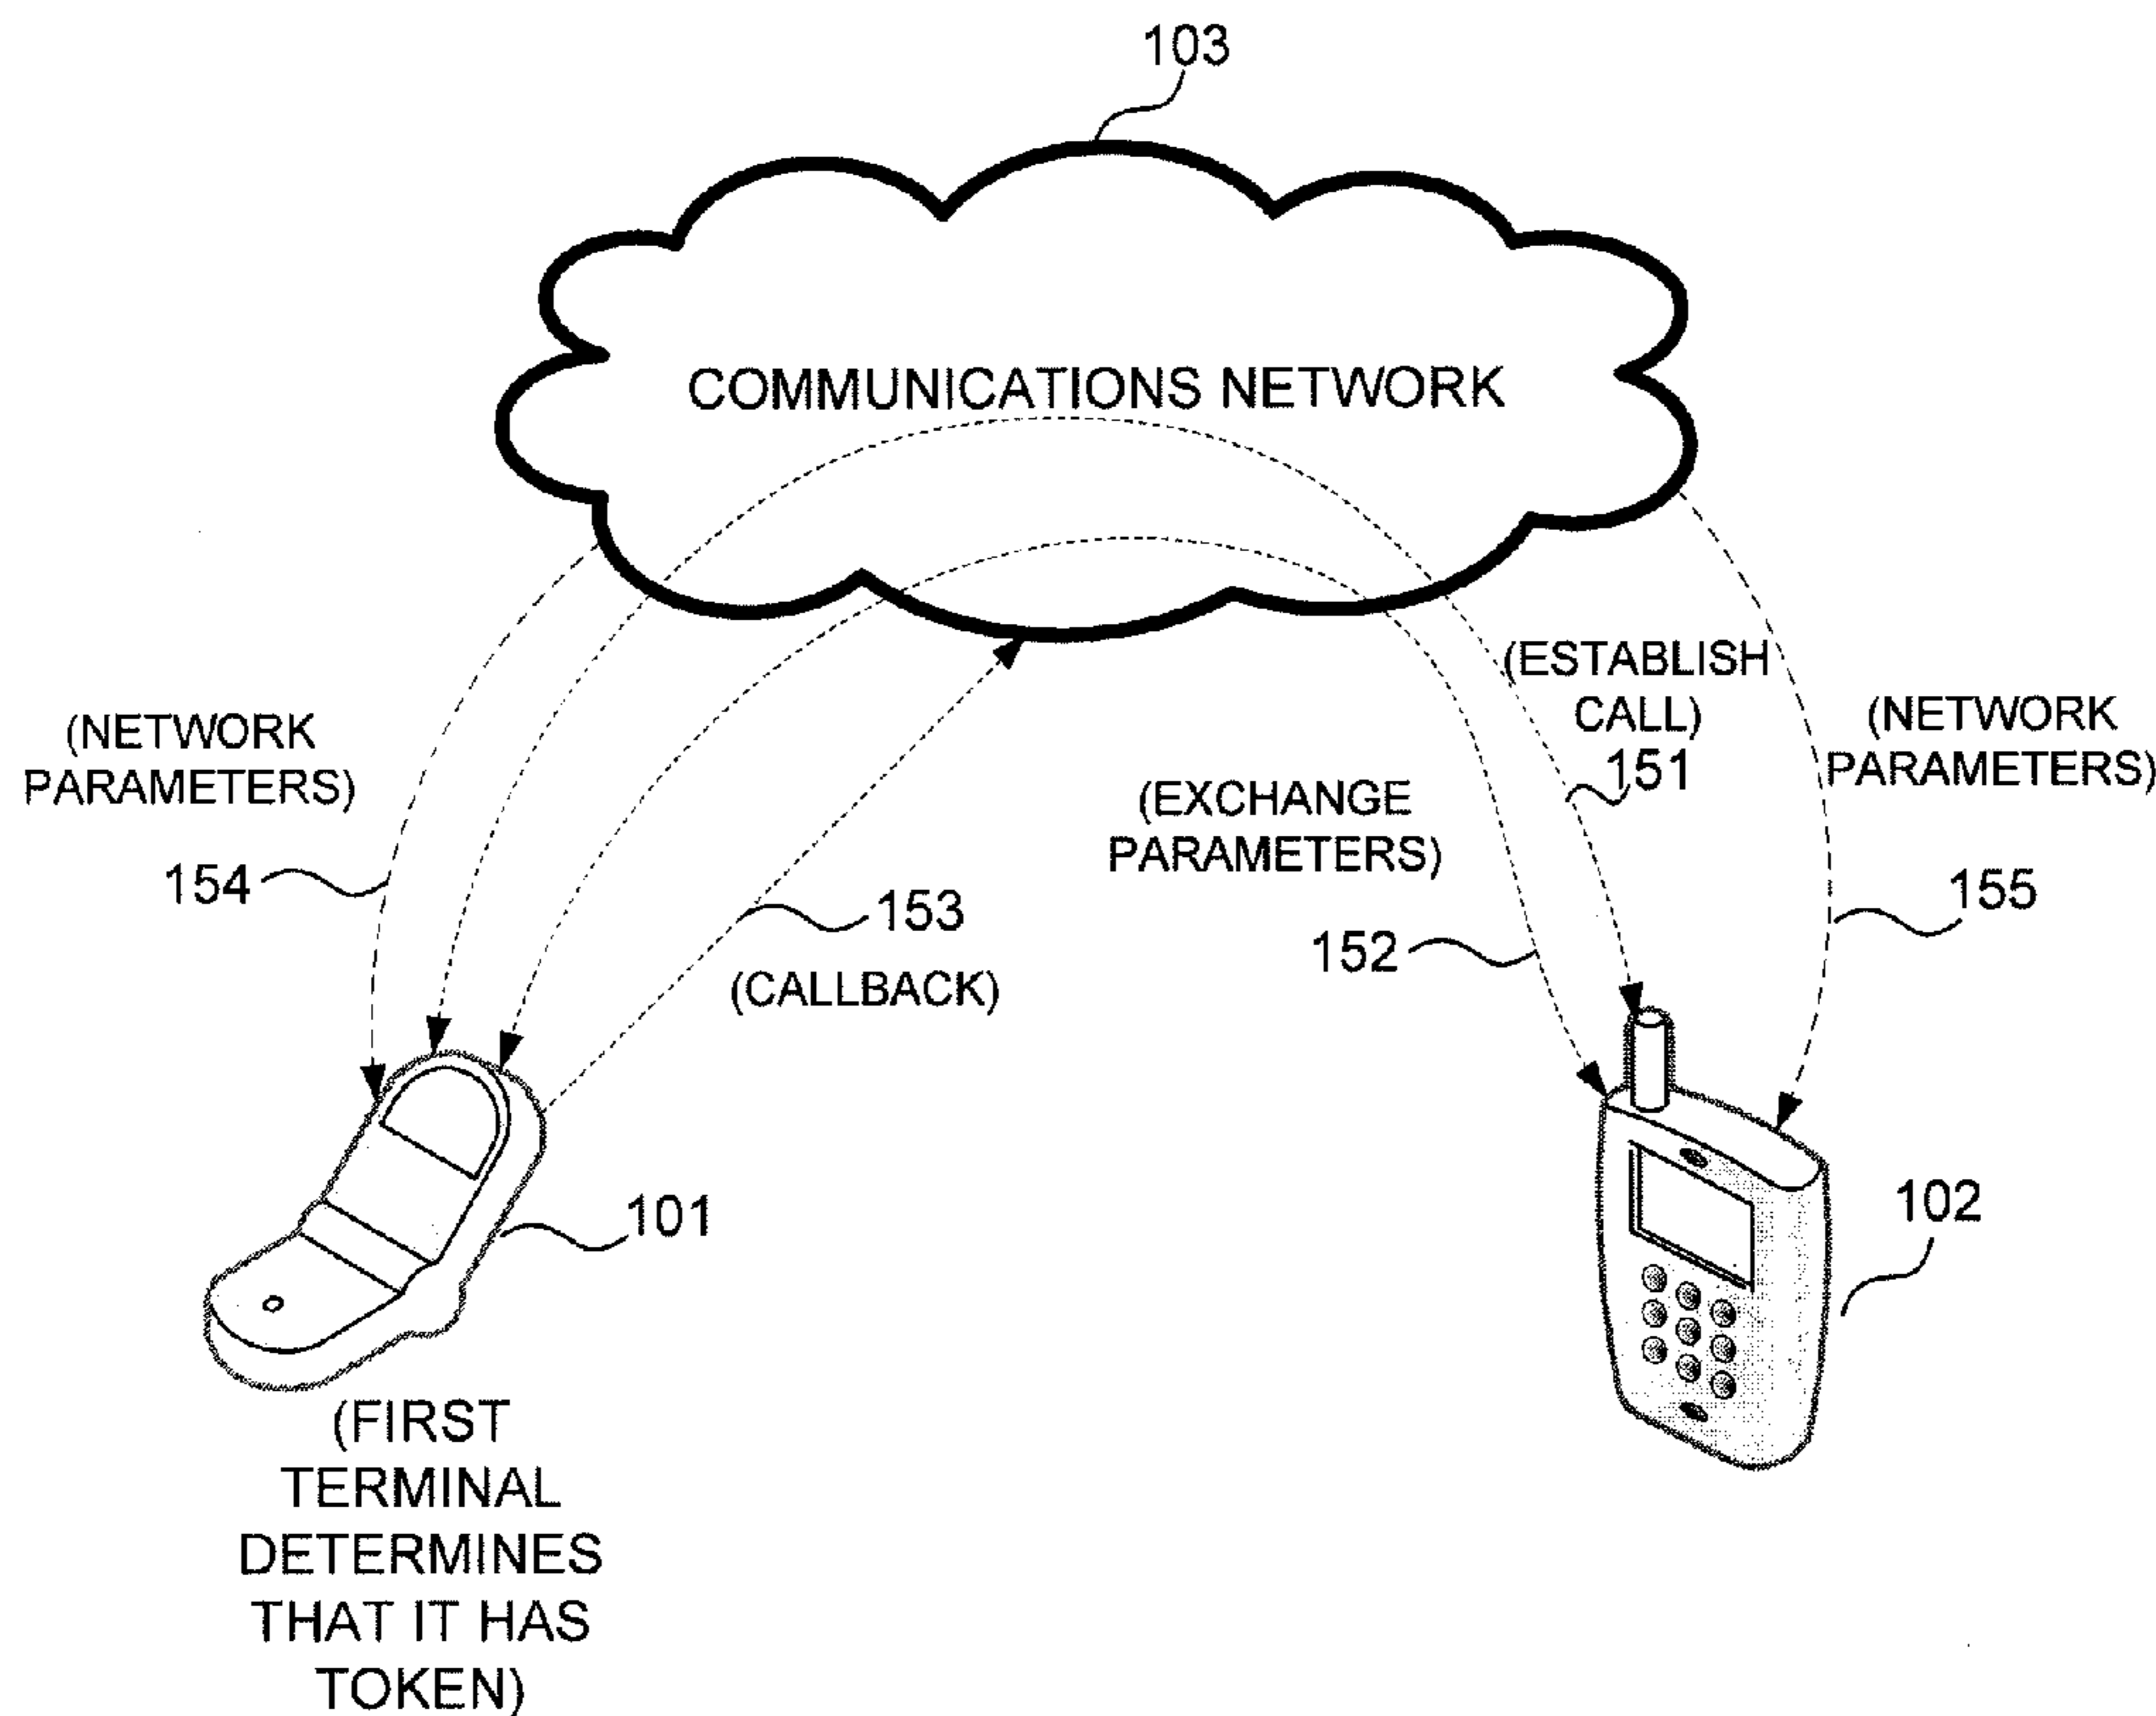 103
COMMUNICATIONS NETWORK
(ESTABLISH
CALL)
151
(NETWORK
PARAMETERS)
(NETWORK
PARAMETERS)
(EXCHANGE
PARAMETERS)
154
153
(CALLBACK)
152
155
101
102
(FIRST
TERMINAL
DETERMINES
THAT IT HAS
TOKEN)